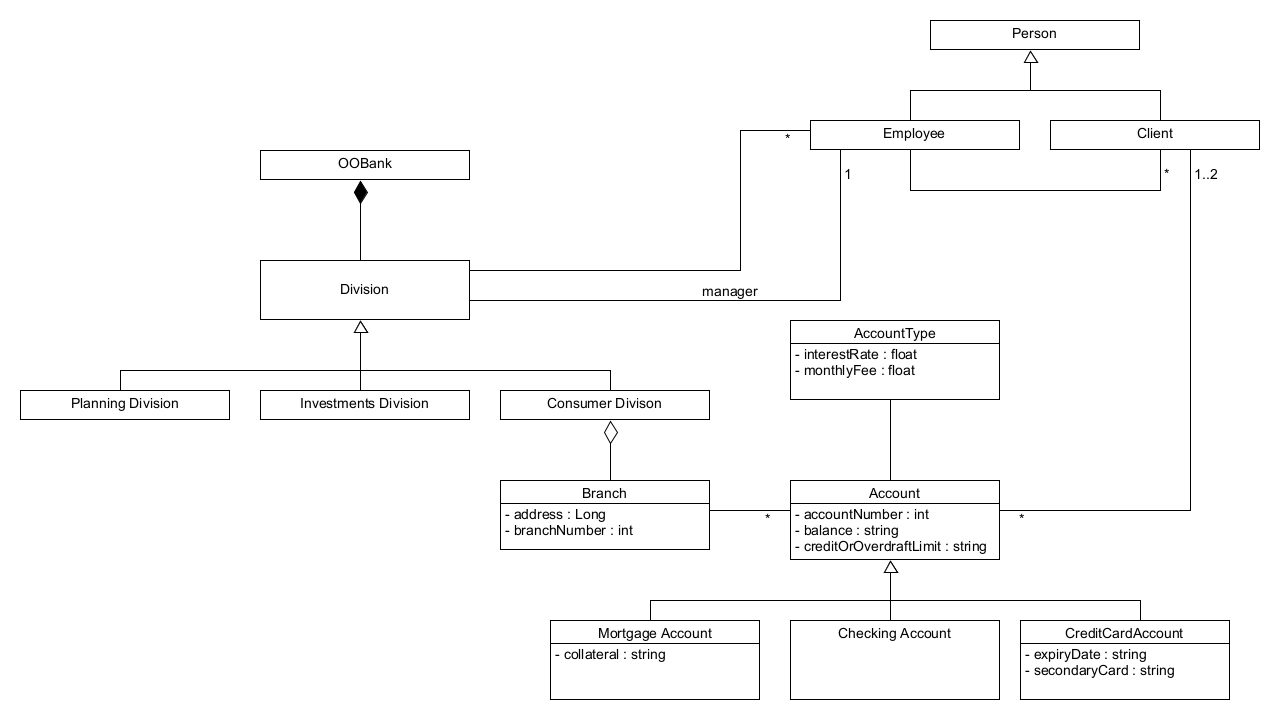 Person
Employee
Client
*
OOBank
1
*
1..2
Division
manager
AccountType
- interestRate : float
- monthlyFee : float
Planning Division
Investments Division
Consumer Divison
Branch
- address : Long
- branchNumber : int
*
Account
- accountNumber : int
- balance : string
- creditOrOverdraftLimit : string
*
Mortgage Account
- collateral : string
Checking Account
CreditCardAccount
- expiryDate : string
- secondaryCard : string